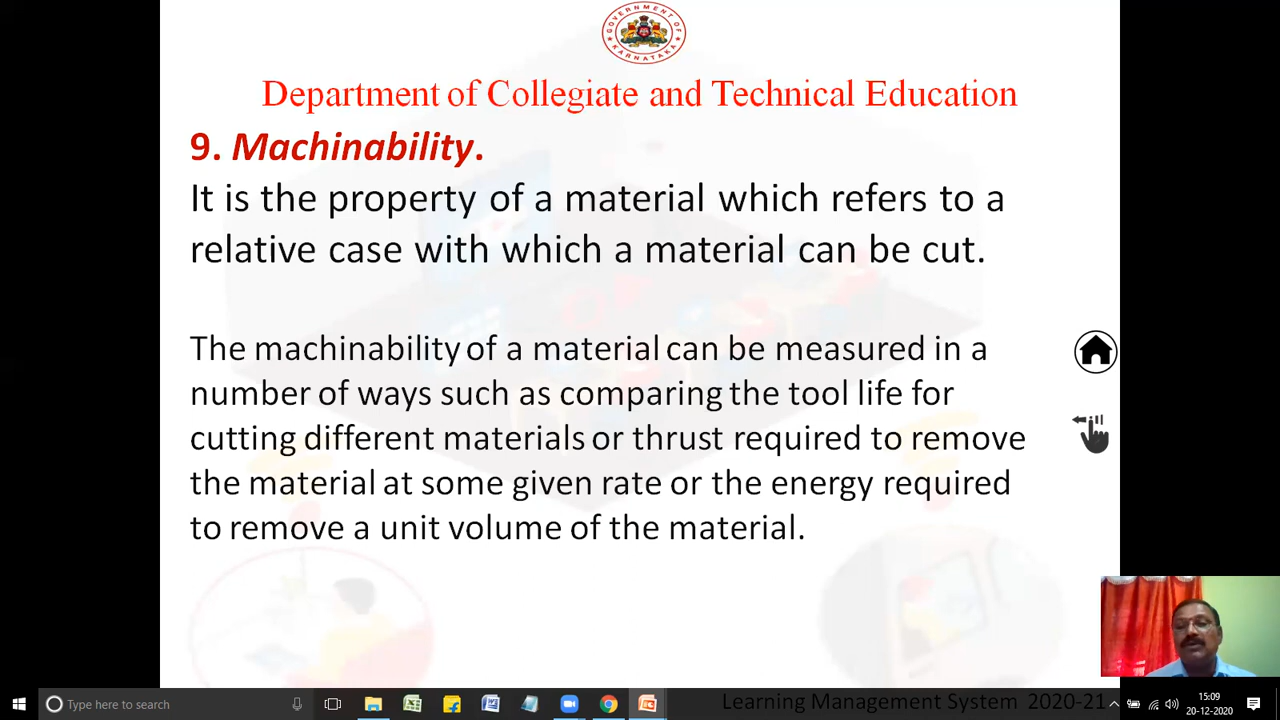 GOVERNMENT OF
KARNATAKA
Department of Collegiate and Technical Education
9. Machinability.
It is the property of a material which refers to a
relative case with which a material can be cut.
The machinability of a material can be measured in a
number of ways such as comparing the tool life for
cutting different materials or thrust required to remove
the material at some given rate or the energy required
to remove a unit volume of the material.
Learning Management System 2020-21
Type here to search
15:09
20-12-2020